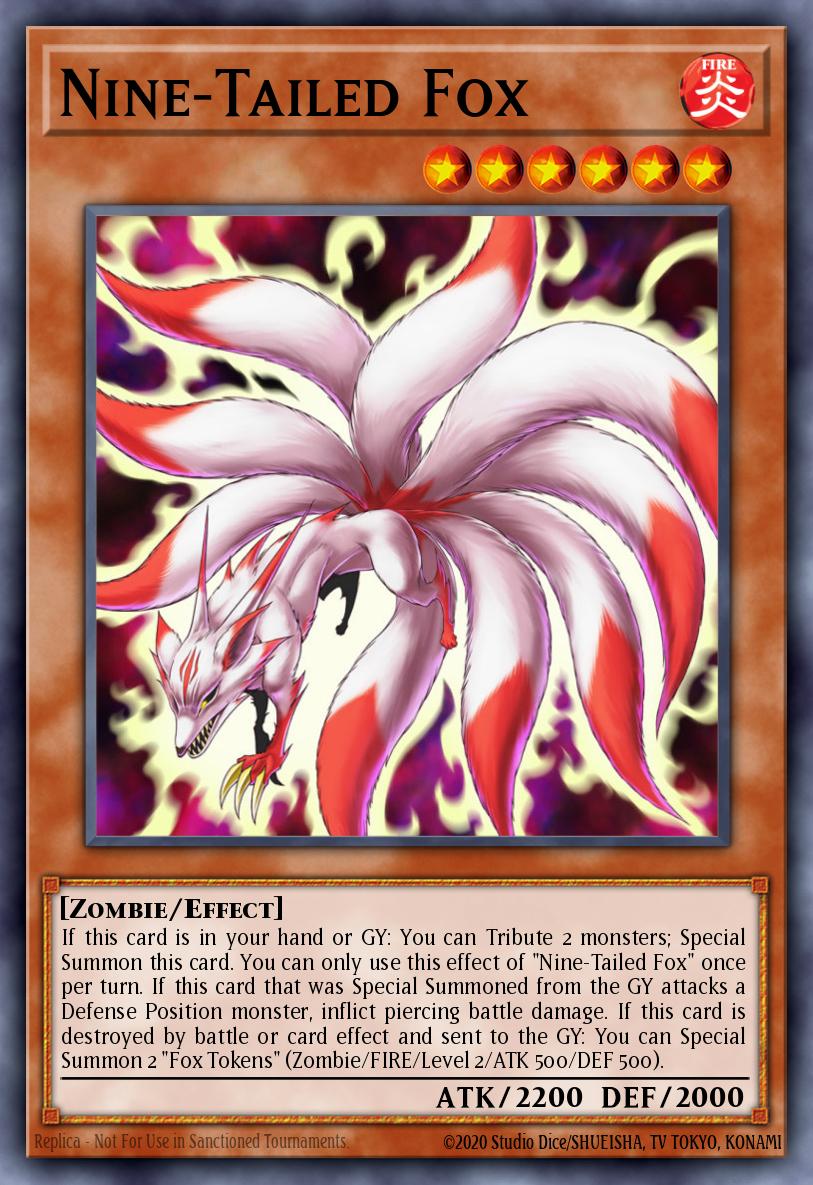 Nine-Tailed Fox
FIRE
炎
[Zombie/Effect]
If this card is in your hand or GY: You can Tribute 2 monsters; Special
Summon this card. You can only use this effect of "Nine-Tailed Fox" once
per turn. If this card that was Special Summoned from the GY attacks a
Defense Position monster, inflict piercing battle damage. If this card is
destroyed by battle or card effect and sent to the GY: You can Special
Summon 2 "Fox Tokens" (Zombie/FIRE/Level 2/ATK 500/DEF 500).
ATK/2200 DEF/2000
Replica - Not For Use in Sanctioned Tournaments.
©2020 Studio Dice/SHUEISHA, TV TOKYO, KONAMI